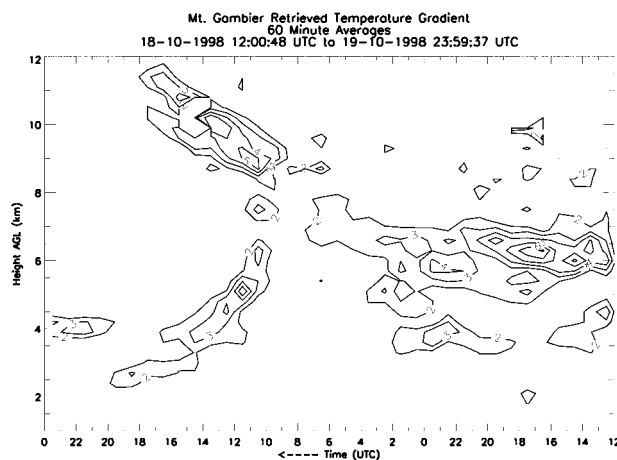 Mt. Gambier Retrieved Temperature Gradient
60 Minute Averages
18-10-1998 12:00:48 UTC to 19-10-1998 23:59:37 UTC
12
10
8
6
4
2
Height AGL (km)
0 22 20 18 16 14 12 10 8 6 4 2 0 22 20 18 16 14 12
<---- Time (UTC)